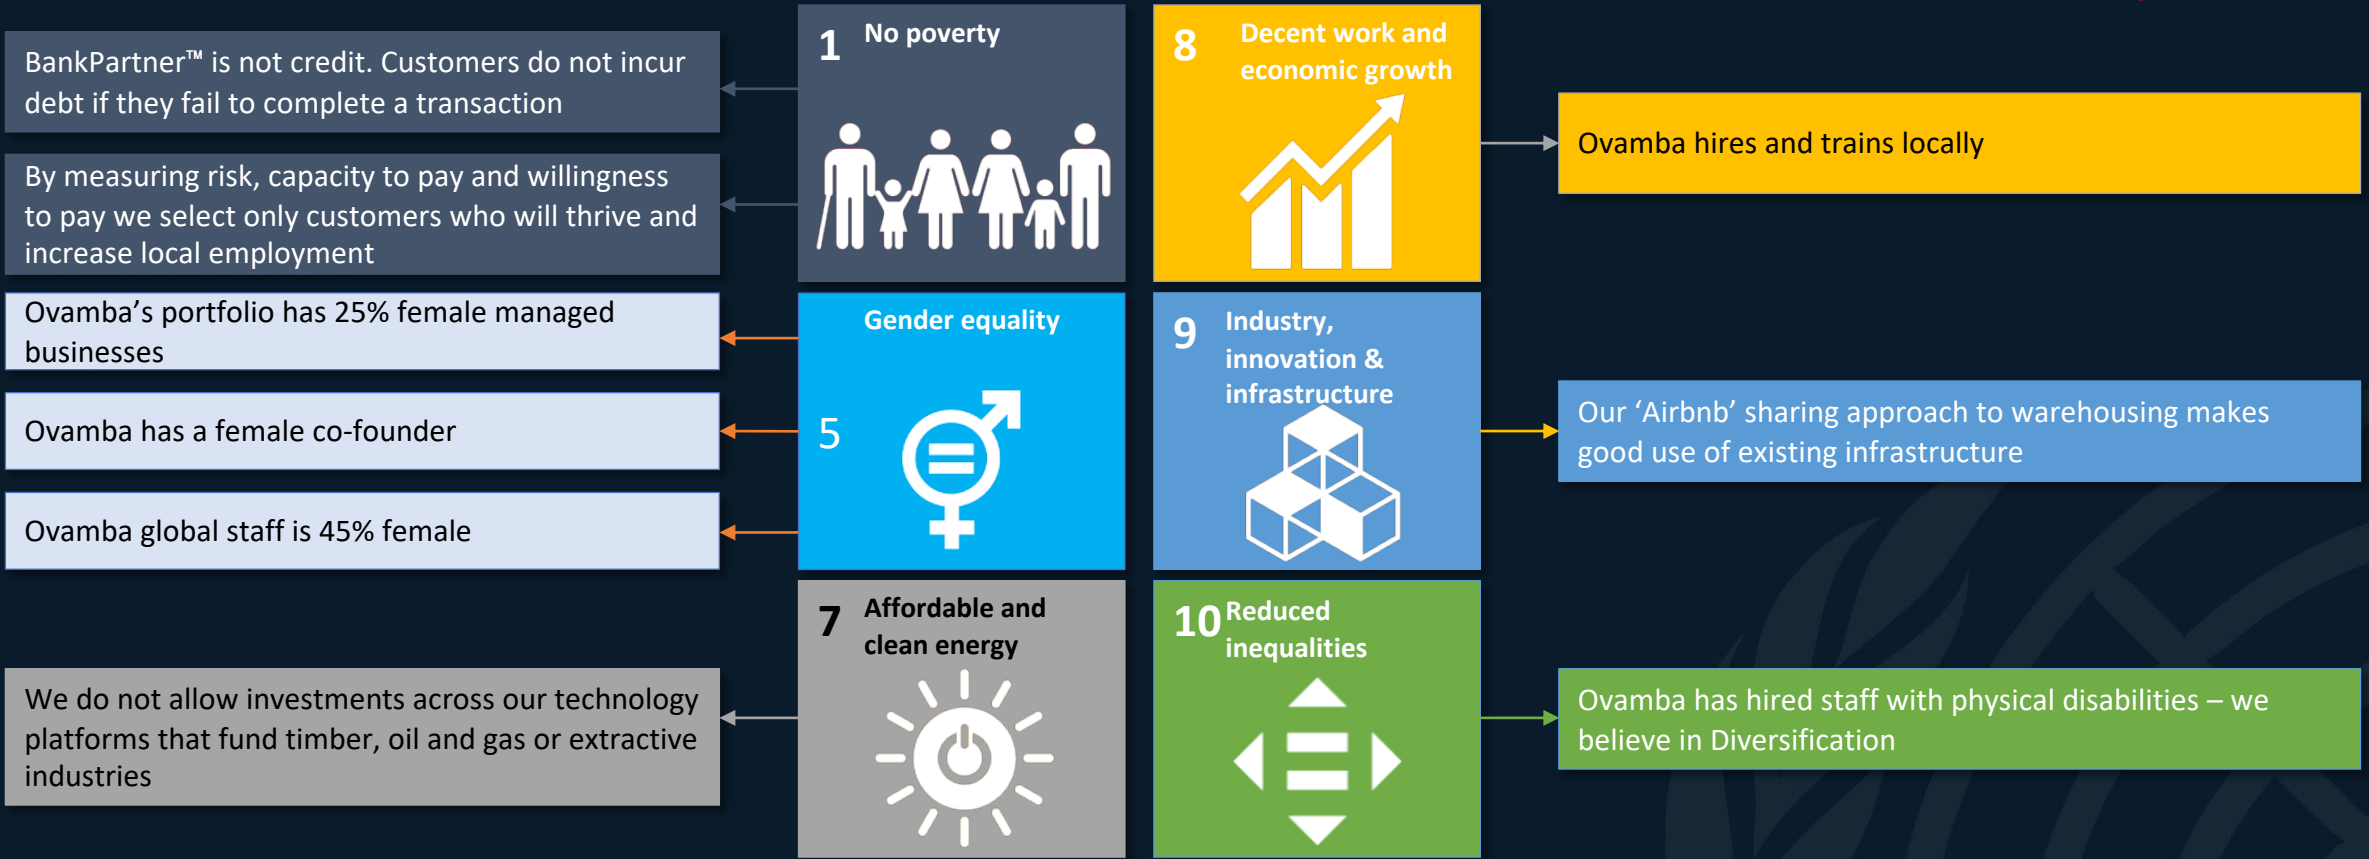 BankPartner™ is not credit. Customers do not incur
debt if they fail to complete a transaction
By measuring risk, capacity to pay and willingness
to pay we select only customers who will thrive and
increase local employment
1
No poverty
8
Decent work and
economic growth
Ovamba hires and trains locally
Ovamba’s portfolio has 25% female managed
businesses
Ovamba has a female co-founder
Ovamba global staff is 45% female
Gender equality
5
9
Industry,
innovation &
infrastructure
Our ‘Airbnb’ sharing approach to warehousing makes
good use of existing infrastructure
We do not allow investments across our technology
platforms that fund timber, oil and gas or extractive
industries
7
Affordable and
clean energy
10
Reduced
inequalities
Ovamba has hired staff with physical disabilities – we
believe in Diversification